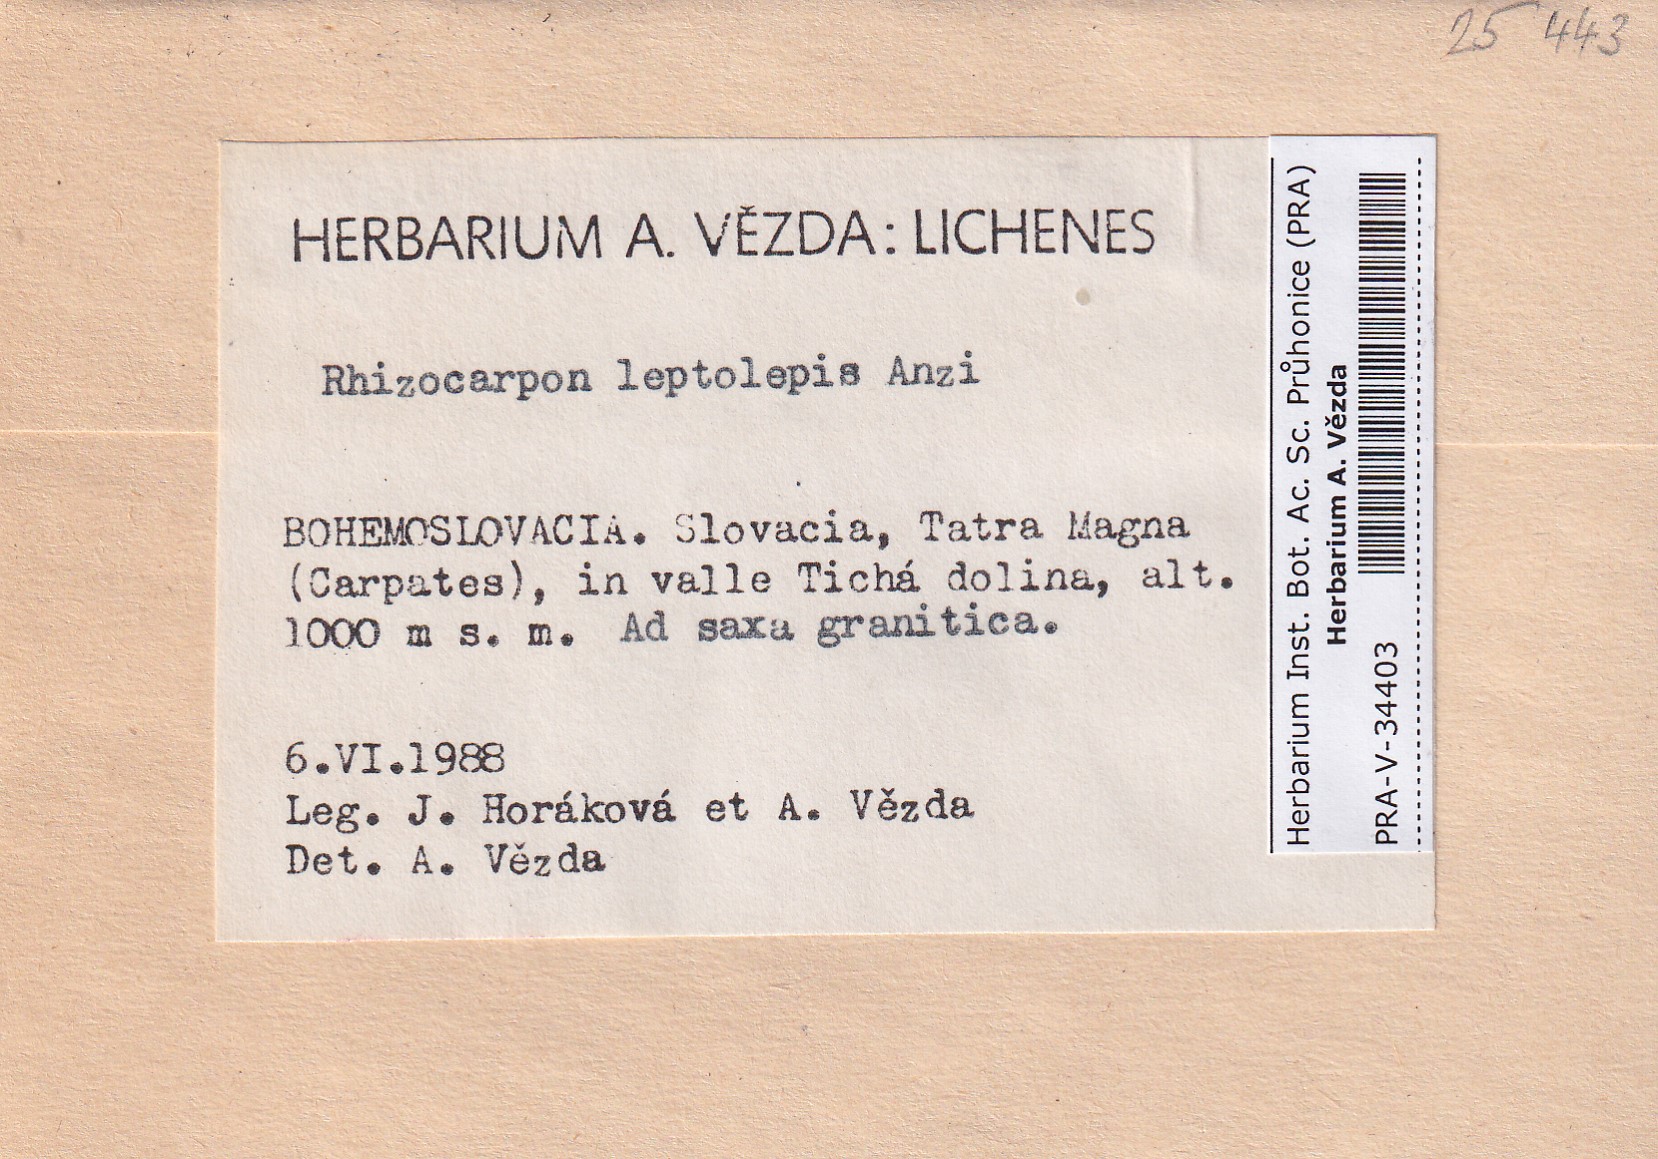 25 443
HERBARIUM A. VĚZDA: LICHENES
Rhizocarpon leptolepis Anzi
BOHEMOSLOVACIA. Slovacia, Tatra Magna
(Carpates), in valle Tichá dolina, alt.
1000 m s. m. Ad saxa granitica.
6.VI.1988
Leg. J. Horáková et A. Vězda
Det. A. Vězda
Herbarium Inst. Bot. Ac. Sc. Průhonice (PRA)
Herbarium A. Vězda
PRA-V-34403